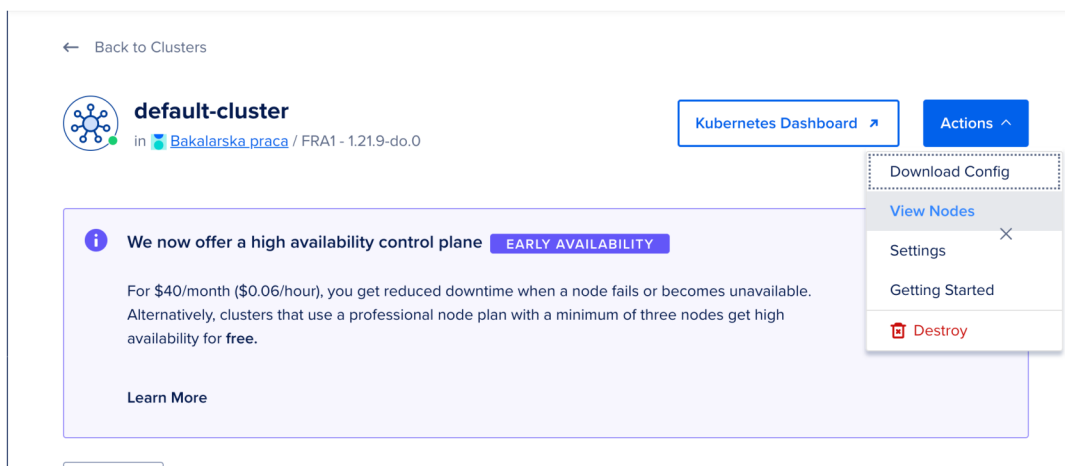 ← Back to Clusters
default-cluster
in Bakalarska praca / FRA1 - 1.21.9-do.0
Kubernetes Dashboard
Actions
Download Config
View Nodes
Settings
Getting Started
Destroy
We now offer a high availability control plane EARLY AVAILABILITY
For $40/month ($0.06/hour), you get reduced downtime when a node fails or becomes unavailable.
Alternatively, clusters that use a professional node plan with a minimum of three nodes get high
availability for free.
Learn More